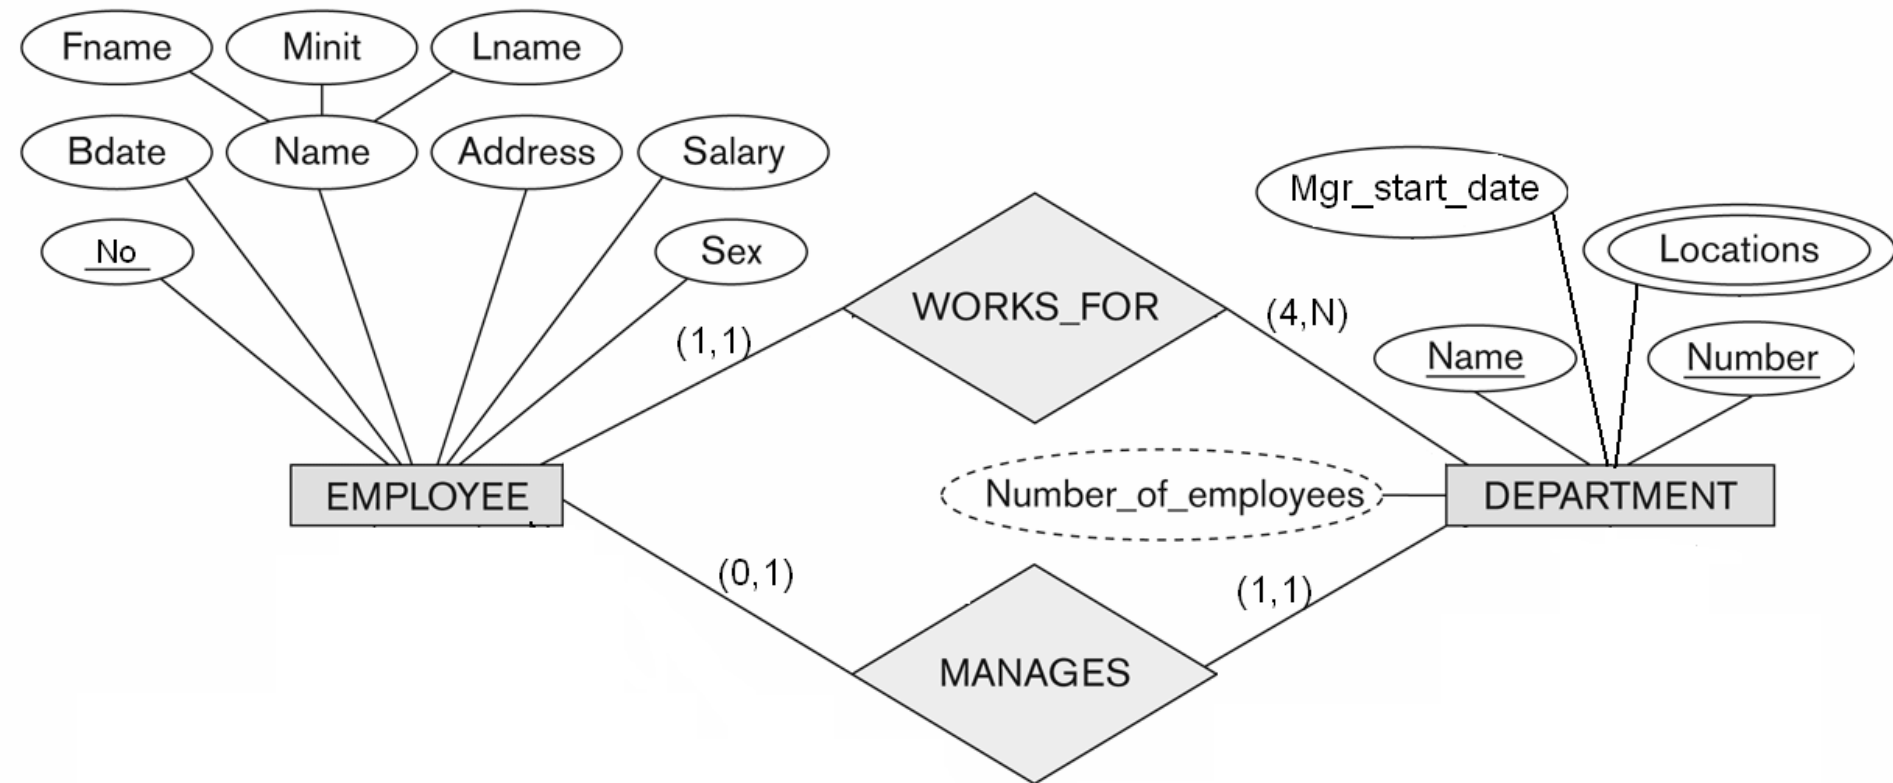 Fname
Minit
Lname
Bdate
Name
Address
Salary
No
Sex
Mgr_start_date
Locations
WORKS_FOR
(1,1)
(4,N)
Name
Number
EMPLOYEE
Number_of_employees
DEPARTMENT
(0,1)
(1,1)
MANAGES